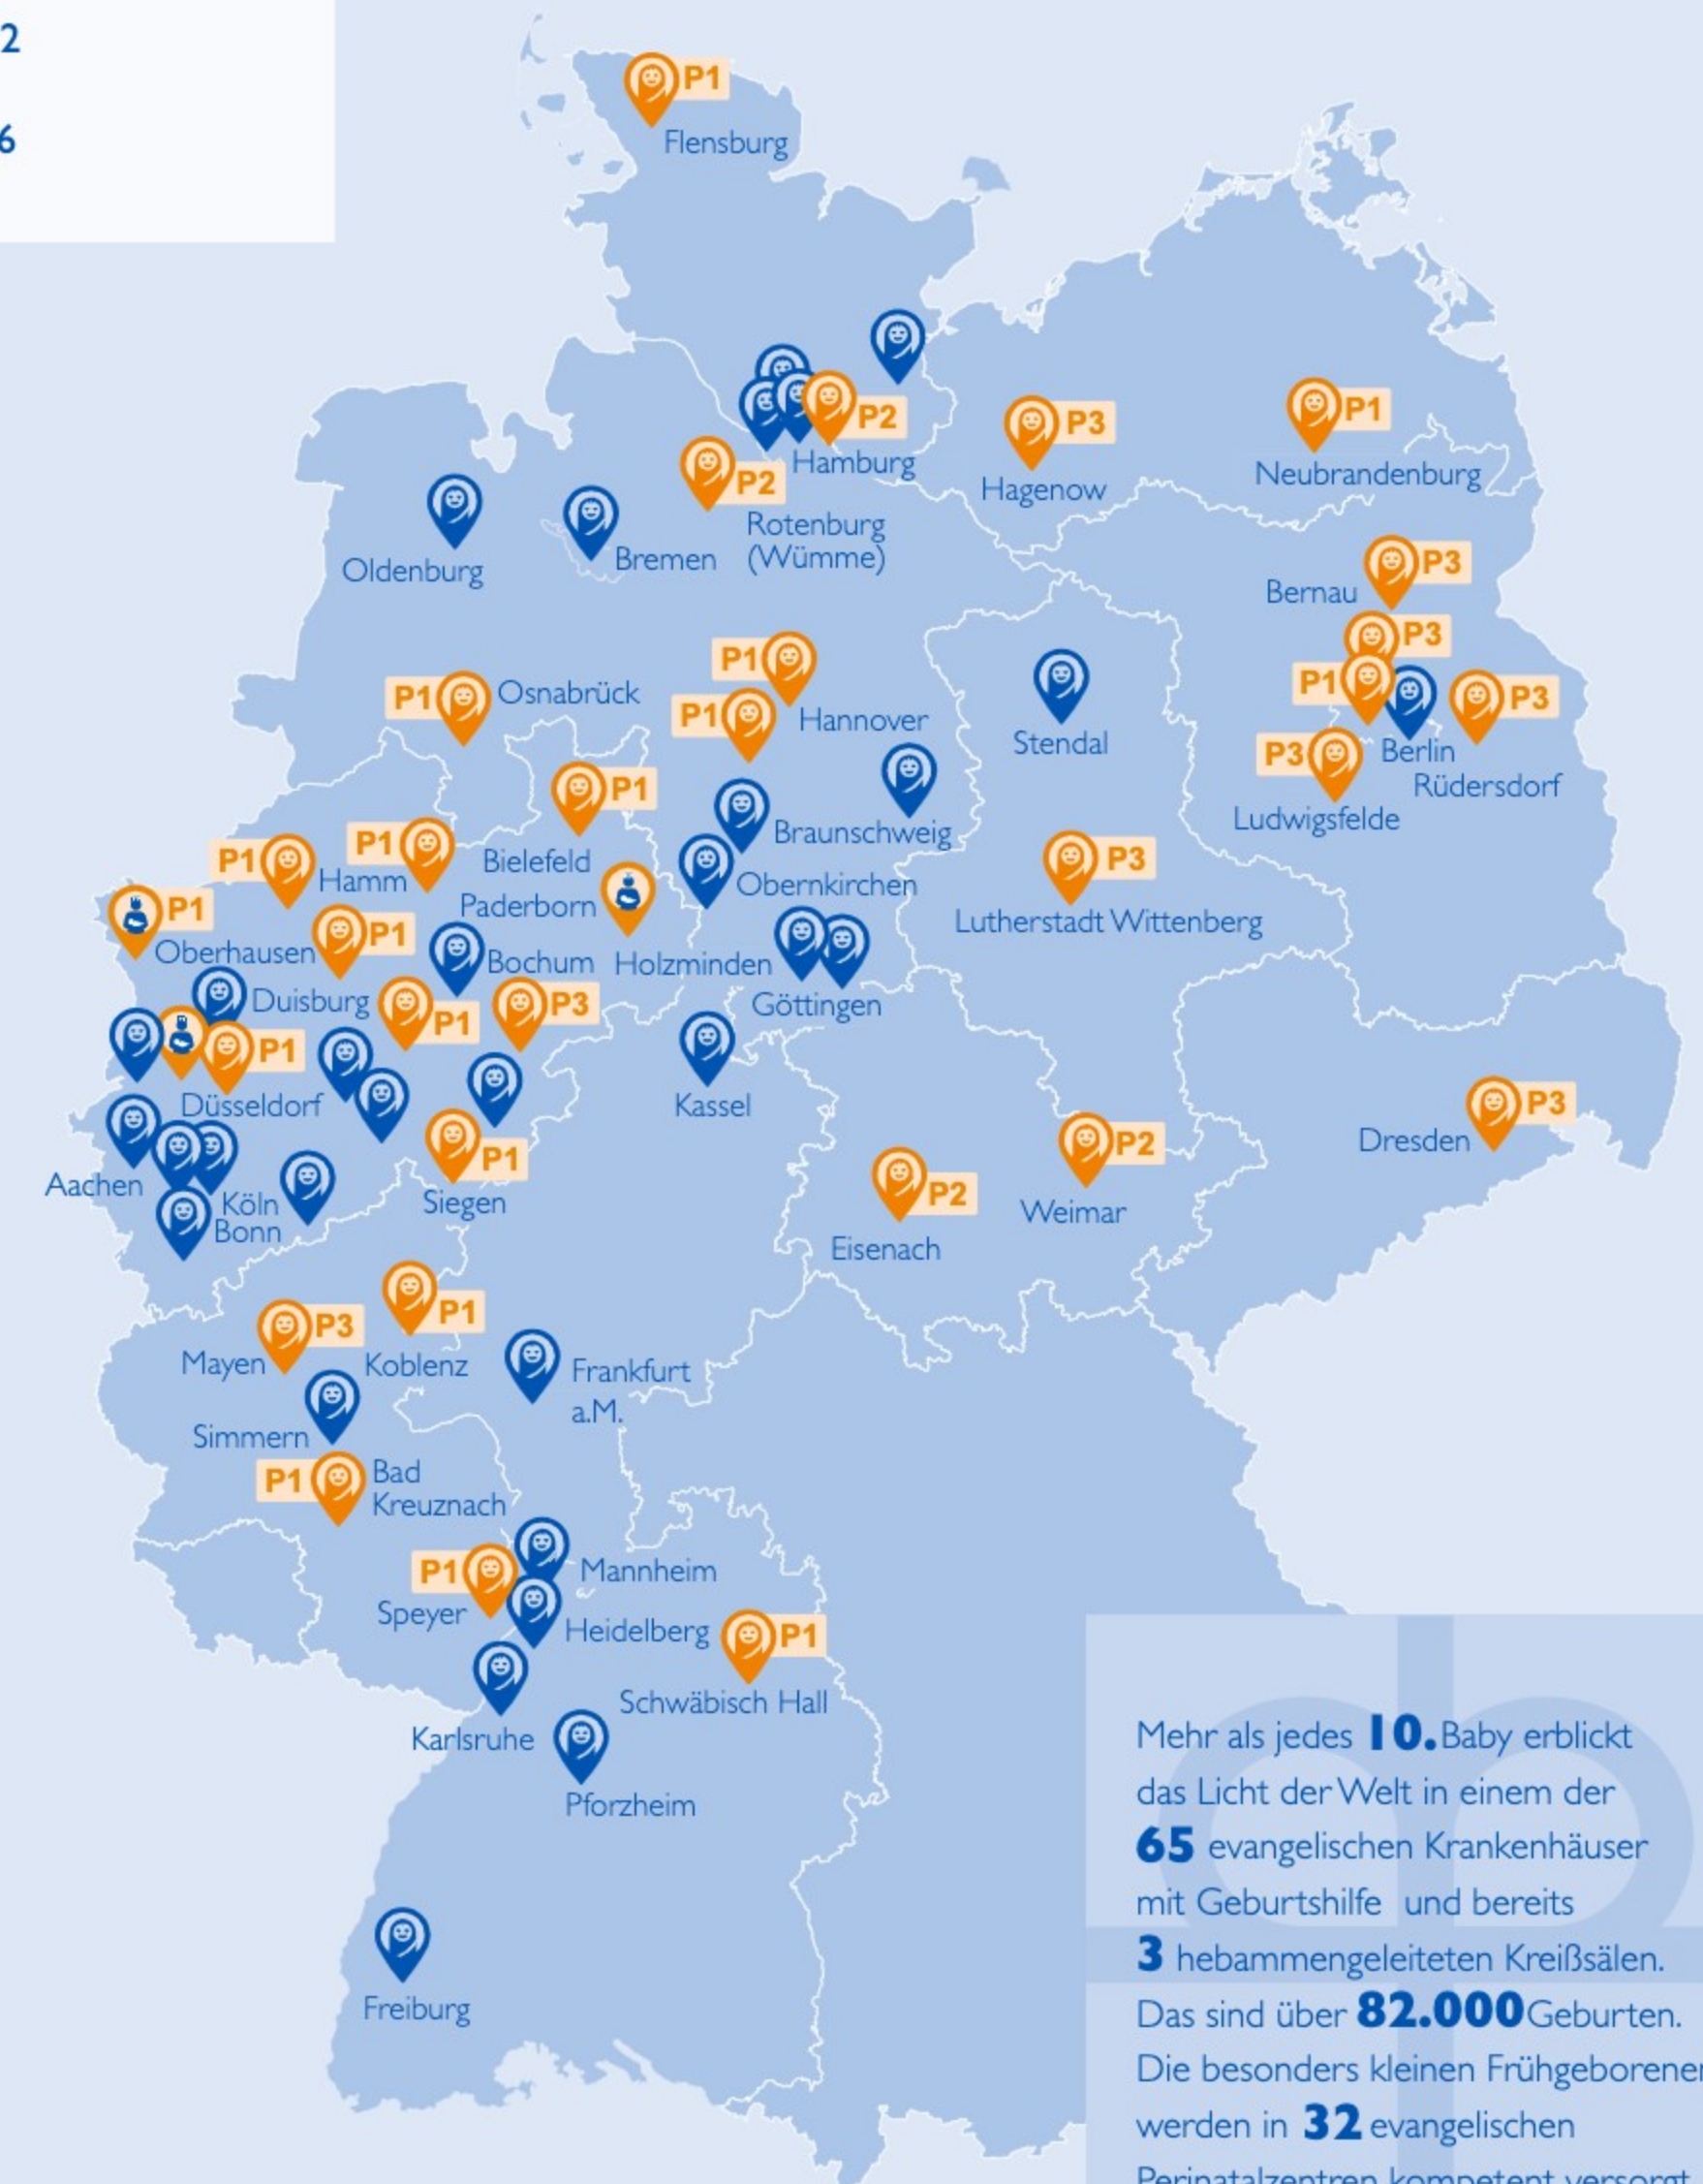 2
6
P1
Flensburg
P2
Hamburg
P2
Rotenburg
(Wümme)
P3
Hagenow
P1
Neubrandenburg
Oldenburg
Bremen
P3
Bernau
P3
P1
P3
P3
Berlin
Rüdersdorf
Ludwigsfelde
P1
P1
Hannover
P1
Osnabrück
Stendal
P1
Bielefeld
Braunschweig
P1
P1
Hamm
Paderborn
Obernkirchen
P3
Lutherstadt Wittenberg
P1
Oberhausen
P1
Bochum
Holzminden
Göttingen
Duisburg
P1
P3
P1
Düsseldorf
Kassel
P3
Dresden
P1
Siegen
Aachen
Köln
Bonn
P2
Weimar
P2
Eisenach
P3
Mayen
P1
Koblenz
Frankfurt
a.M.
Simmern
P1
Bad
Kreuznach
P1
Speyer
Mannheim
Heidelberg
P1
Schwäbisch Hall
Karlsruhe
Pforzheim
Freiburg
Mehr als jedes 10. Baby erblickt
das Licht der Welt in einem der
65 evangelischen Krankenhäuser
mit Geburtshilfe und bereits
3 hebammengeleiteten Kreißsälen.
Das sind über 82.000 Geburten.
Die besonders kleinen Frühgeborenen
werden in 32 evangelischen
Perinatalzentren kompetent versorgt